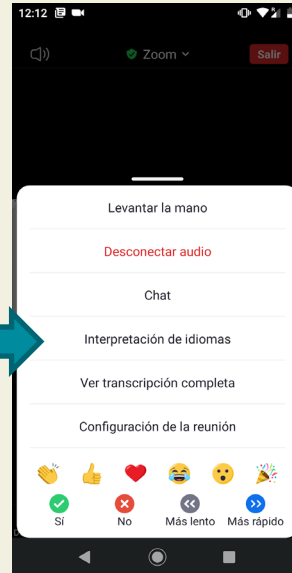 12:12
Zoom
Salir
Levantar la mano
Desconectar audio
Chat
Interpretación de idiomas
Ver transcripción completa
Configuración de la reunión
Sí No Más lento Más rápido